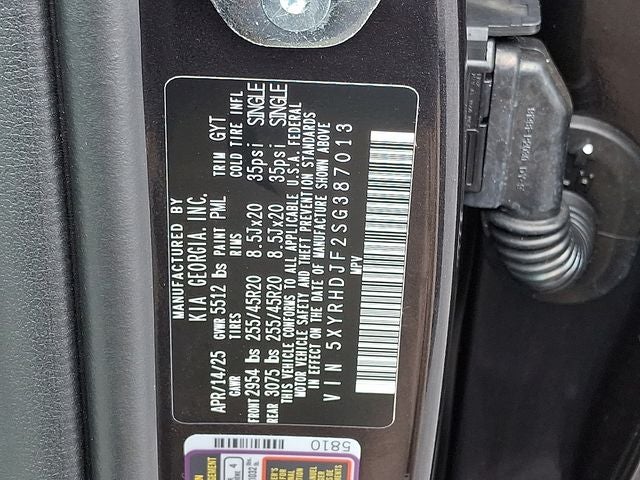 MANUFACTURED BY
KIA GEORGIA, INC.
APR/14/25 GVWR 5512 lbs PAINT PML TRIM GYT
GAWR TIRES RIMS COLD TIRE INFL
FRONT 2954 lbs 255/45R20 8.5Jx20 35psi SINGLE
REAR 3075 lbs 255/45R20 8.5Jx20 35psi SINGLE
THIS VEHICLE CONFORMS TO ALL APPLICABLE U.S.A. FEDERAL
MOTOR VEHICLE SAFETY AND THEFT PREVENTION STANDARDS
IN EFFECT ON THE DATE OF MANUFACTURE SHOWN ABOVE
VIN 5XYRHDJF2SG387013
MPV
5810